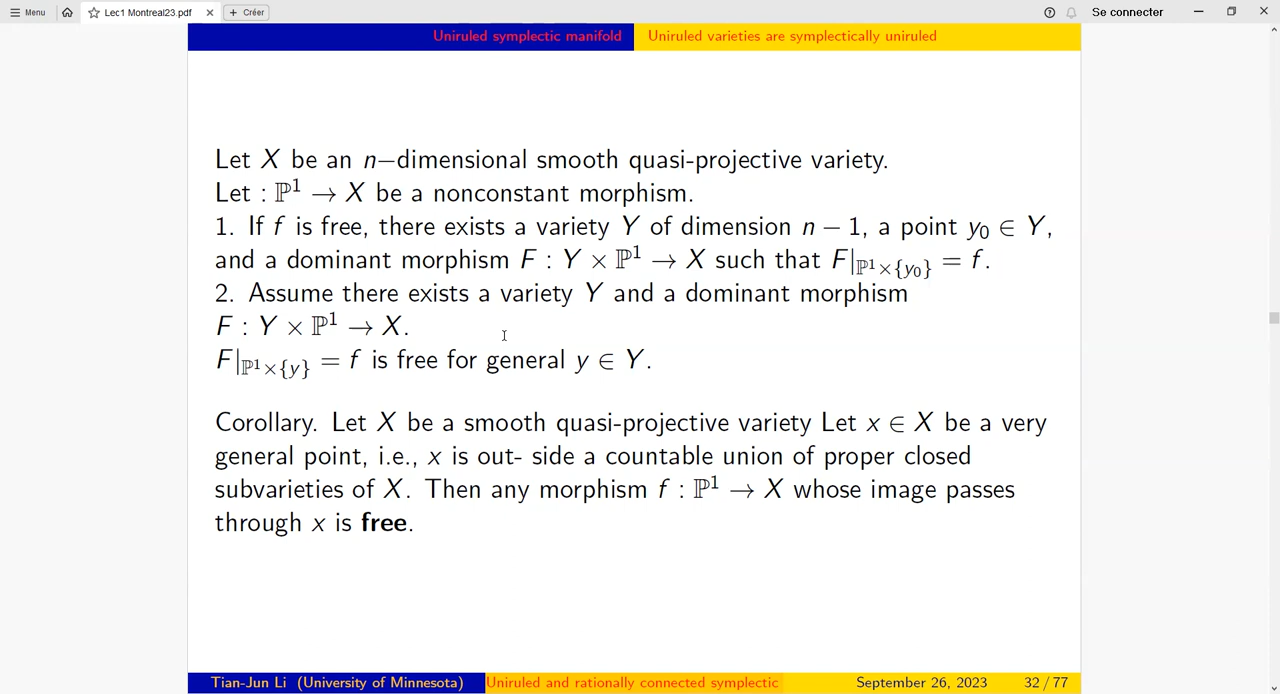 Menu
Lec1 Montreal23.pdf
×
+ Créer
Se connecter
Uniruled symplectic manifold
Uniruled varieties are symplectically uniruled
Let X be an n−dimensional smooth quasi-projective variety.
Let : ℙ¹ → X be a nonconstant morphism.
1. If f is free, there exists a variety Y of dimension n − 1, a point y₀ ∈ Y,
and a dominant morphism F : Y × ℙ¹ → X such that F|_{ℙ¹×{y₀}} = f.
2. Assume there exists a variety Y and a dominant morphism
F : Y × ℙ¹ → X.
F|_{ℙ¹×{y}} = f is free for general y ∈ Y.
Corollary. Let X be a smooth quasi-projective variety Let x ∈ X be a very
general point, i.e., x is out- side a countable union of proper closed
subvarieties of X. Then any morphism f : ℙ¹ → X whose image passes
through x is free.
Tian-Jun Li (University of Minnesota)
Uniruled and rationally connected symplectic
September 26, 2023
32 / 77